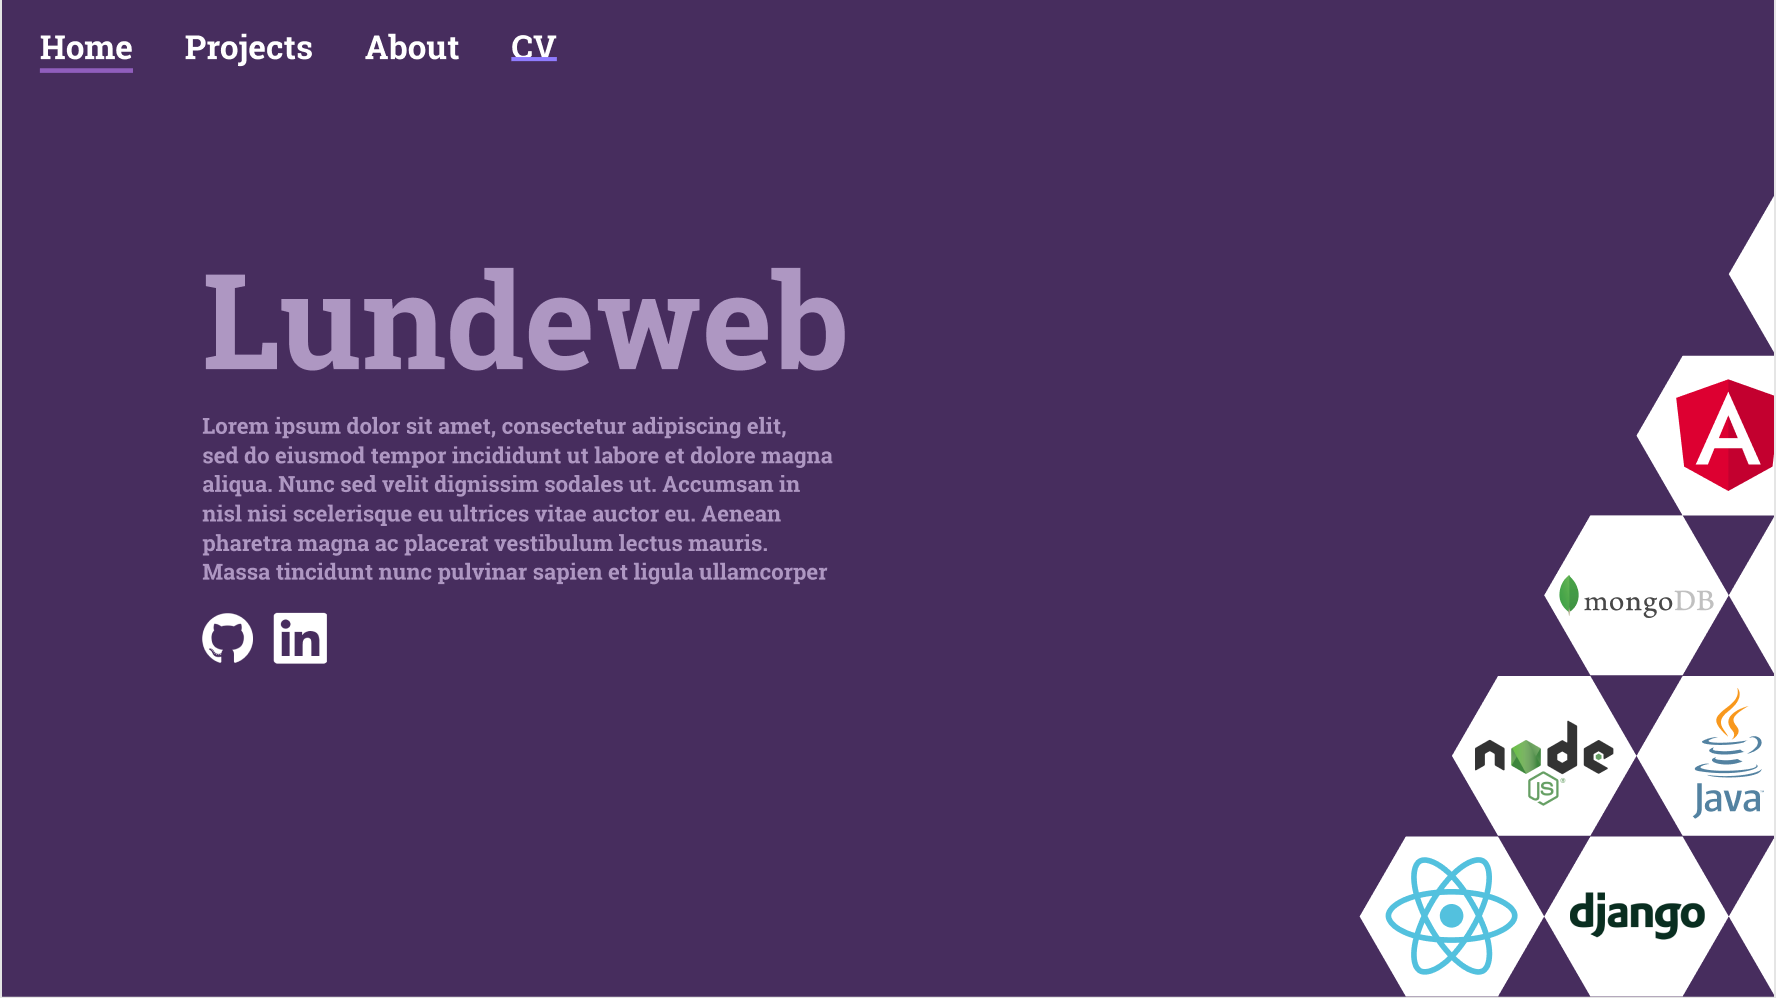 Home Projects About CV
Lundeweb
Lorem ipsum dolor sit amet, consectetur adipiscing elit,
sed do eiusmod tempor incididunt ut labore et dolore magna
aliqua. Nunc sed velit dignissim sodales ut. Accumsan in
nisl nisi scelerisque eu ultrices vitae auctor eu. Aenean
pharetra magna ac placerat vestibulum lectus mauris.
Massa tincidunt nunc pulvinar sapien et ligula ullamcorper
in
A
mongoDB
node
JS
Java
django